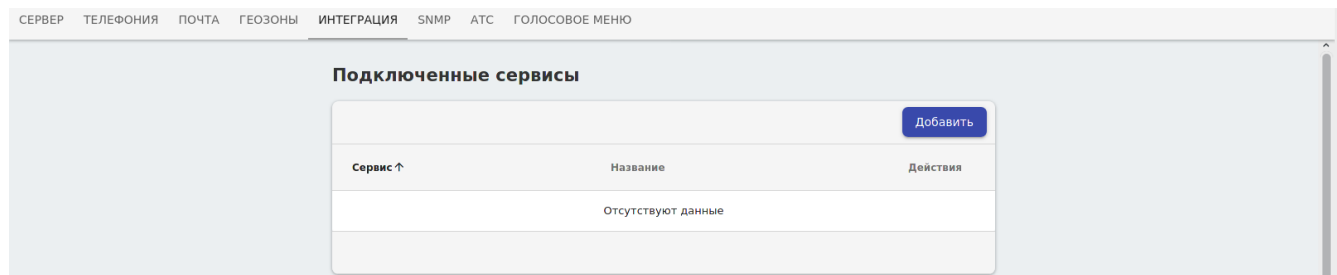 СЕРВЕР ТЕЛЕФОНИЯ ПОЧТА ГЕОЗОНЫ ИНТЕГРАЦИЯ SNMP АТС ГОЛОСОВОЕ МЕНЮ
Подключенные сервисы
Добавить
Сервис↑ Название Действия
Отсутствуют данные